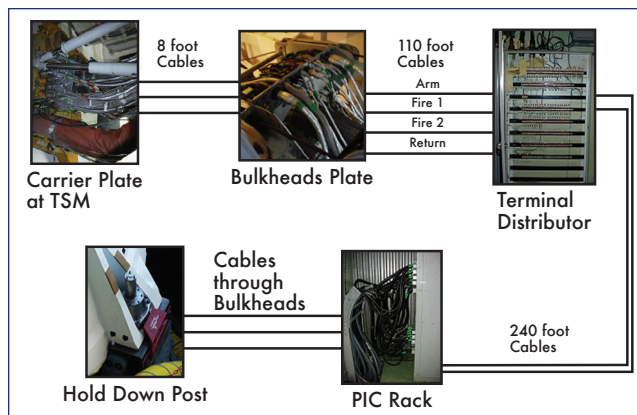 8 foot
Cables
110 foot
Cables
Arm
Fire 1
Fire 2
Return
Carrier Plate
at TSM
Bulkheads Plate
Terminal
Distributor
Cables
through
Bulkheads
240 foot
Cables
Hold Down Post
PIC Rack